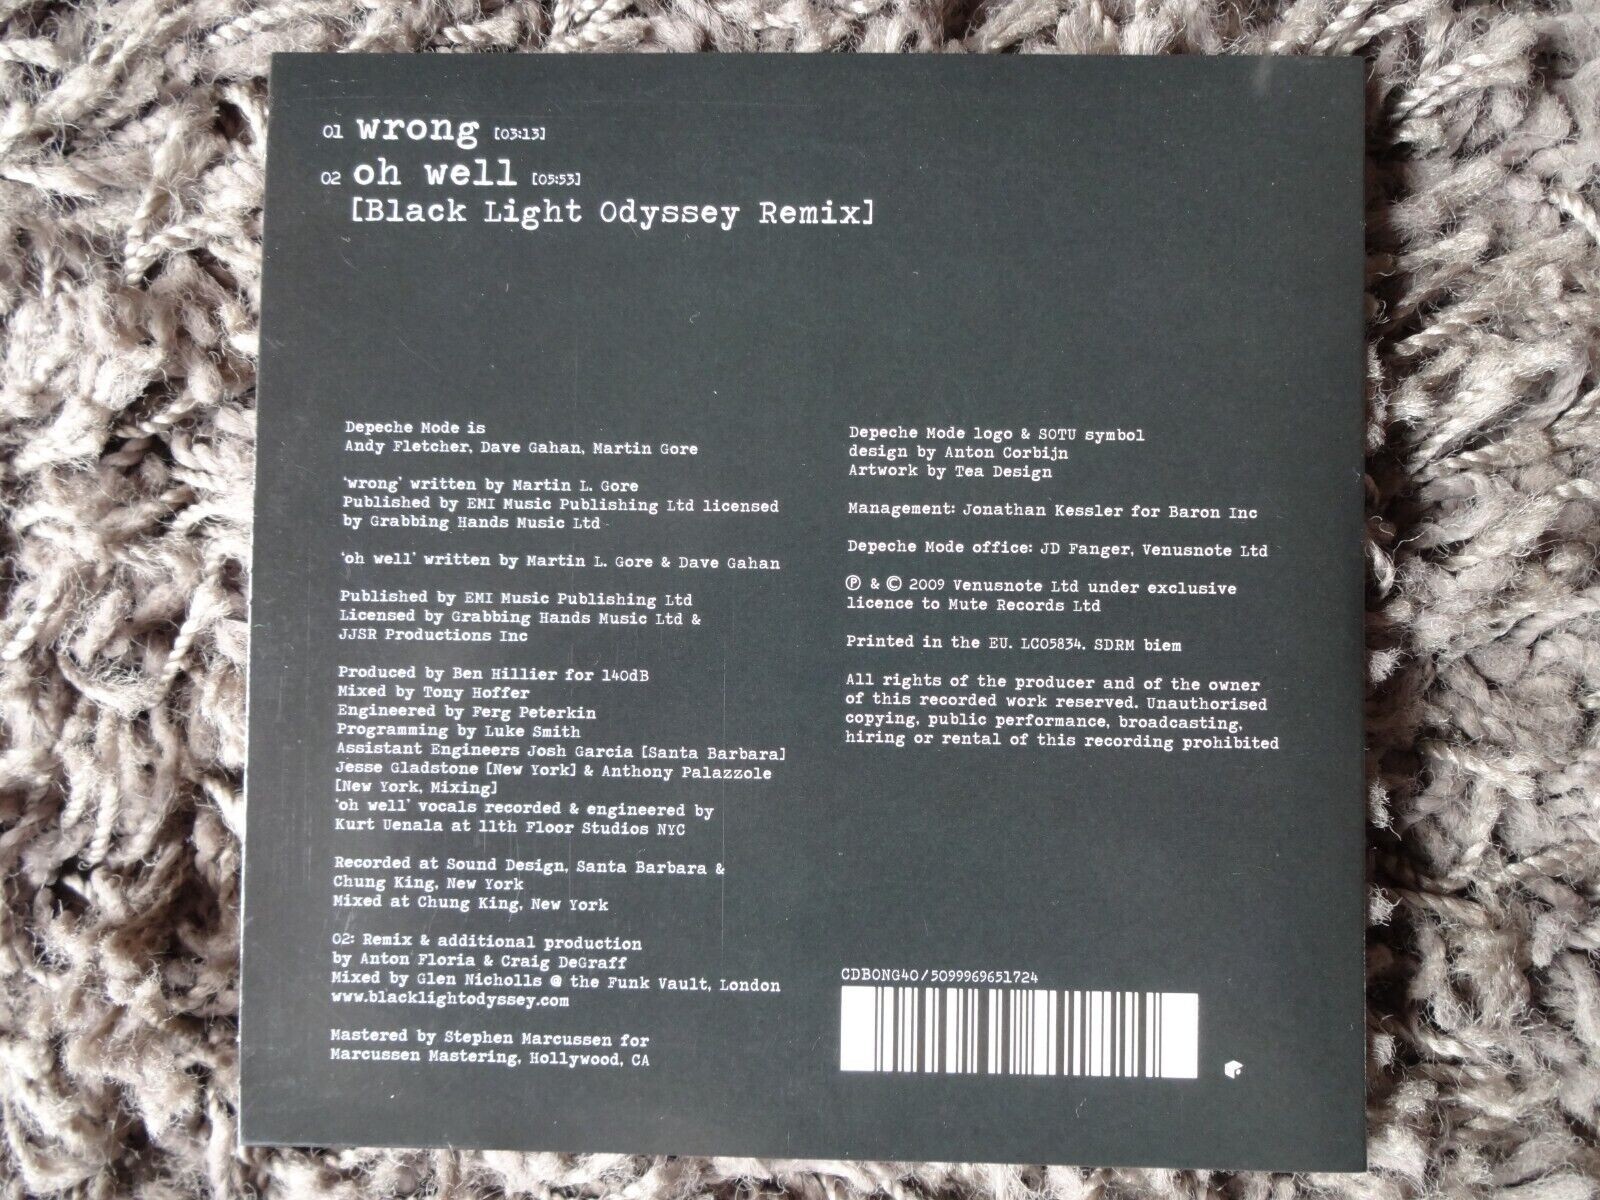 01 wrong [03:13]
02 oh well [05:53]
[Black Light Odyssey Remix]
Depeche Mode is
Andy Fletcher, Dave Gahan, Martin Gore
'wrong' written by Martin L. Gore
Published by EMI Music Publishing Ltd licensed
by Grabbing Hands Music Ltd
'oh well' written by Martin L. Gore & Dave Gahan
Published by EMI Music Publishing Ltd
Licensed by Grabbing Hands Music Ltd &
JJSR Productions Inc
Produced by Ben Hillier for 140dB
Mixed by Tony Hoffer
Engineered by Ferg Peterkin
Programming by Luke Smith
Assistant Engineers Josh Garcia [Santa Barbara]
Jesse Gladstone [New York] & Anthony Palazzole
[New York, Mixing]
'oh well' vocals recorded & engineered by
Kurt Uenala at 11th Floor Studios NYC
Recorded at Sound Design, Santa Barbara &
Chung King, New York
Mixed at Chung King, New York
02: Remix & additional production
by Anton Floria & Craig DeGraff
Mixed by Glen Nicholls @ the Funk Vault, London
www.blacklightodyssey.com
Mastered by Stephen Marcussen for
Marcussen Mastering, Hollywood, CA
Depeche Mode logo & SOTU symbol
design by Anton Corbijn
Artwork by Tea Design
Management: Jonathan Kessler for Baron Inc
Depeche Mode office: JD Fanger, Venusnote Ltd
℗ & © 2009 Venusnote Ltd under exclusive
licence to Mute Records Ltd
Printed in the EU. LC05834. SDRM biem
All rights of the producer and of the owner
of this recorded work reserved. Unauthorised
copying, public performance, broadcasting,
hiring or rental of this recording prohibited
CDBONG40/5099969651724